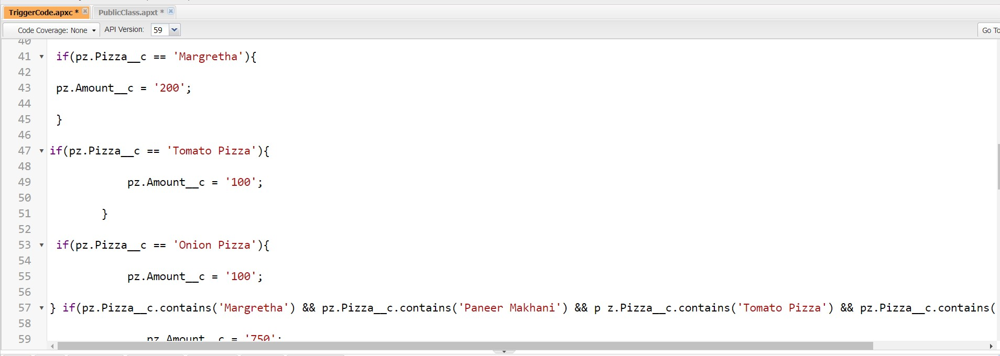 TriggerCode.apxc * PublicClass.apxt *
Code Coverage: None API Version: 59 Go To
40
41 if(pz.Pizza__c == 'Margretha'){
42
43 pz.Amount__c = '200';
44
45 }
46
47 if(pz.Pizza__c == 'Tomato Pizza'){
48
49 pz.Amount__c = '100';
50
51 }
52
53 if(pz.Pizza__c == 'Onion Pizza'){
54
55 pz.Amount__c = '100';
56
57 } if(pz.Pizza__c.contains('Margretha') && pz.Pizza__c.contains('Paneer Makhani') && p z.Pizza__c.contains('Tomato Pizza') && pz.Pizza__c.contains(
58
59 pz.Amount__c = '750';